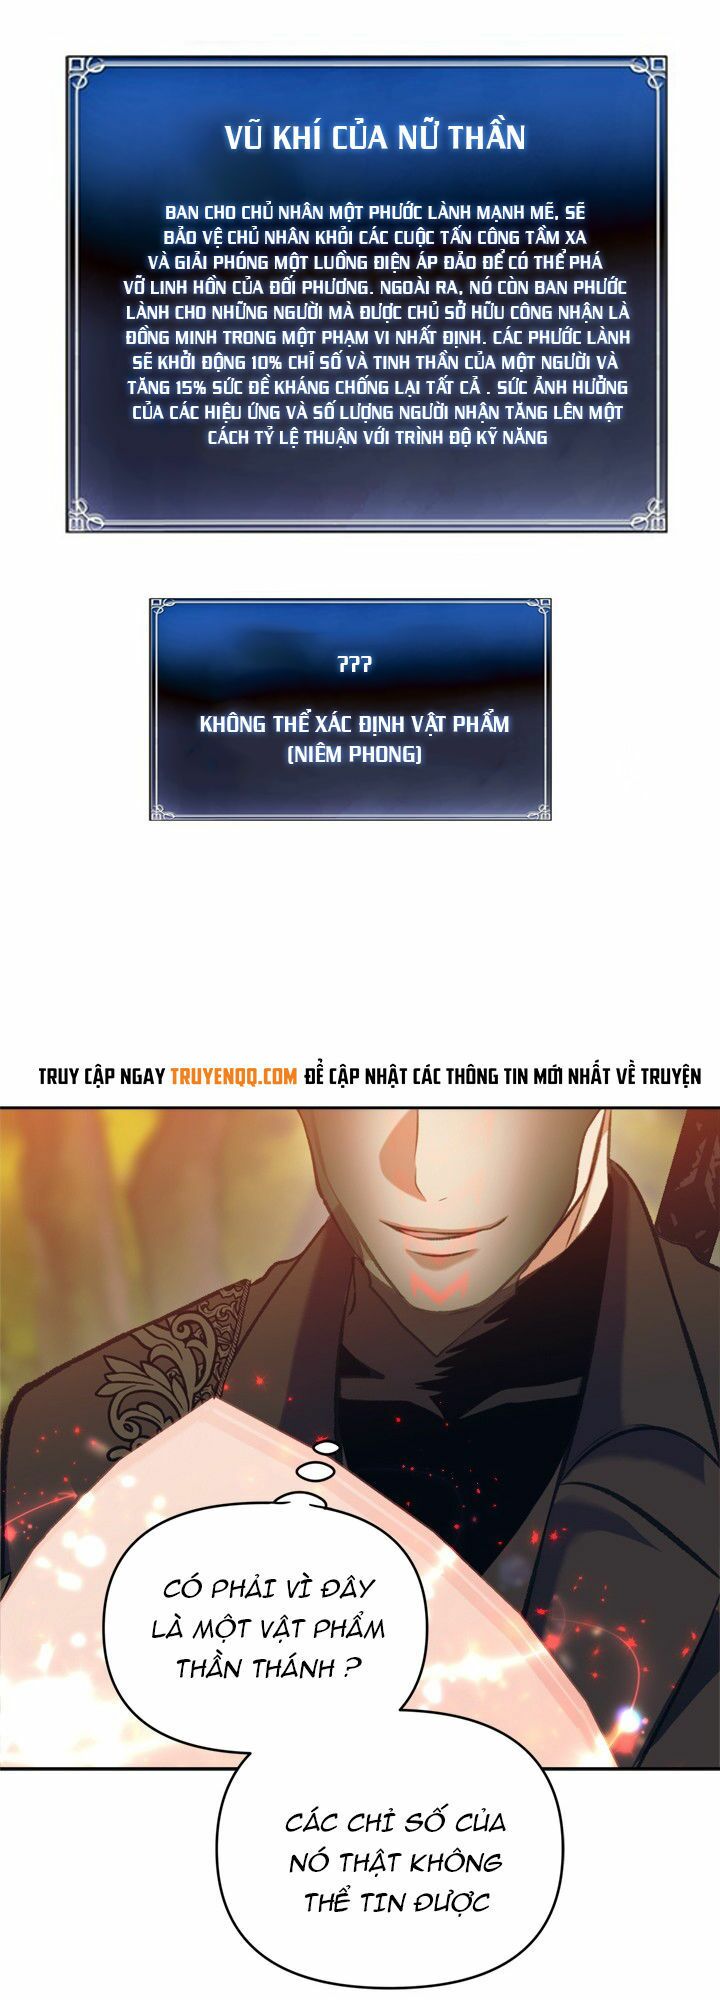 VŨ KHÍ CỦA NỮ THẦN
BAN CHO CHỦ NHÂN MỘT PHƯỚC LÀNH MẠNH MẼ, SẼ
BẢO VỆ CHỦ NHÂN KHỎI CÁC CUỘC TẤN CÔNG TẦM XA
VÀ GIẢI PHÓNG MỘT LUỒNG ĐIỆN ÁP ĐẢO ĐỂ CÓ THỂ PHÁ
VỠ LINH HỒN CỦA ĐỐI PHƯƠNG. NGOÀI RA, NÓ CÒN BAN PHƯỚC
LÀNH CHO NHỮNG NGƯỜI MÀ ĐƯỢC CHỦ SỞ HỮU CÔNG NHẬN LÀ
ĐỒNG MINH TRONG MỘT PHẠM VI NHẤT ĐỊNH. CÁC PHƯỚC LÀNH
SẼ KHỞI ĐỘNG 10% CHỈ SỐ VÀ TINH THẦN CỦA MỘT NGƯỜI VÀ
TĂNG 15% SỨC ĐỀ KHÁNG CHỐNG LẠI TẤT CẢ . SỨC ẢNH HƯỞNG
CỦA CÁC HIỆU ỨNG VÀ SỐ LƯỢNG NGƯỜI NHẬN TĂNG LÊN MỘT
CÁCH TỶ LỆ THUẬN VỚI TRÌNH ĐỘ KỸ NĂNG
???
KHÔNG THỂ XÁC ĐỊNH VẬT PHẨM
(NIÊM PHONG)
TRUY CẬP NGAY TRUYENQQ.COM ĐỂ CẬP NHẬT CÁC THÔNG TIN MỚI NHẤT VỀ TRUYỆN
CÓ PHẢI VÌ ĐÂY
LÀ MỘT VẬT PHẨM
THẦN THÁNH ?
CÁC CHỈ SỐ CỦA
NÓ THẬT KHÔNG
THỂ TIN ĐƯỢC